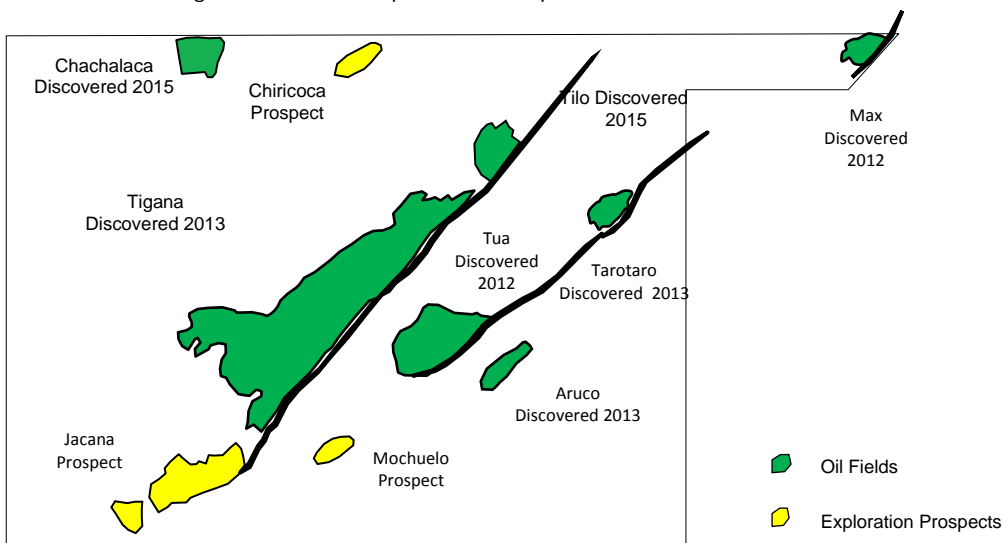 Chachalaca
Discovered 2015
Chiricoca
Prospect
Tilo Discovered
2015
Max
Discovered
2012
Tigana
Discovered 2013
Tua
Discovered
2012
Tarotaro
Discovered 2013
Aruco
Discovered 2013
Jacana
Prospect
Mochuelo
Prospect
Oil Fields
Exploration Prospects